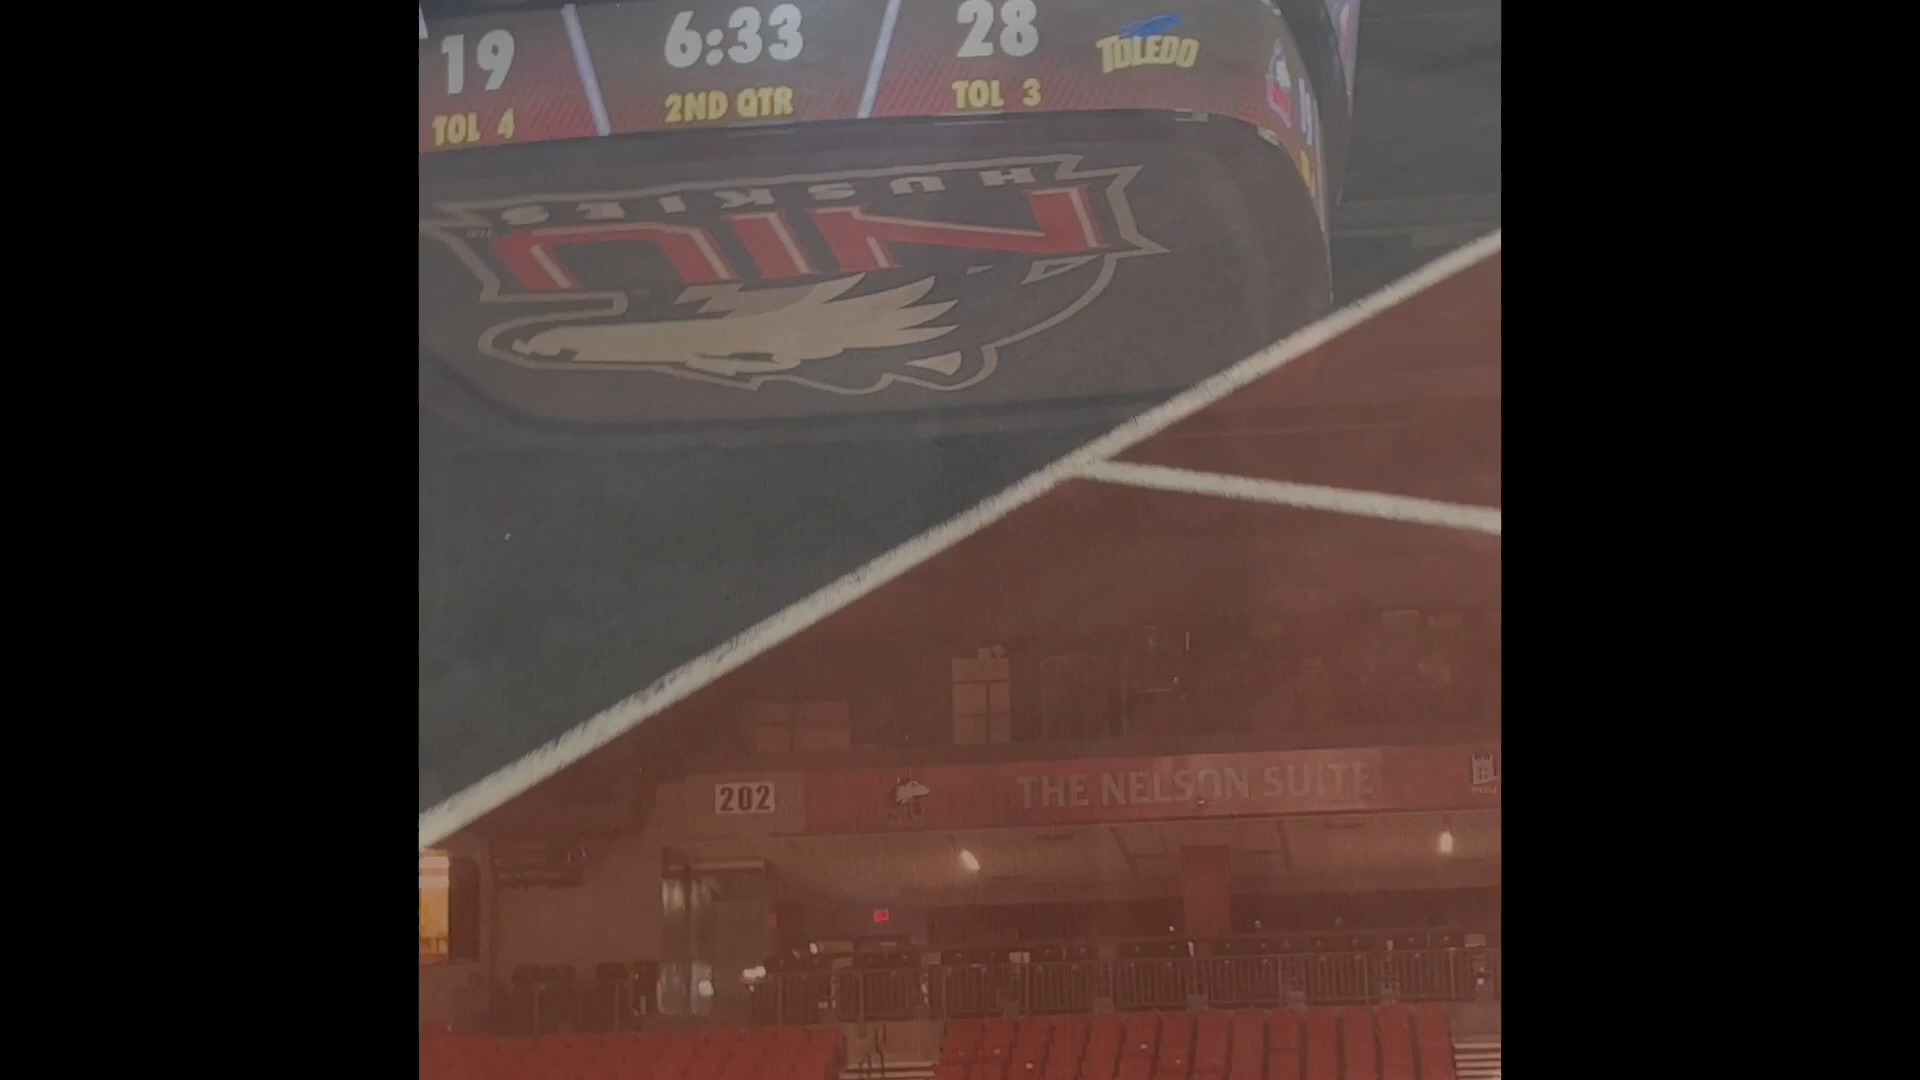 19 6:33 28 TOLEDO
TOL 4 2ND QTR TOL 3
HUSKIES
NIU
202 THE NELSON SUITE